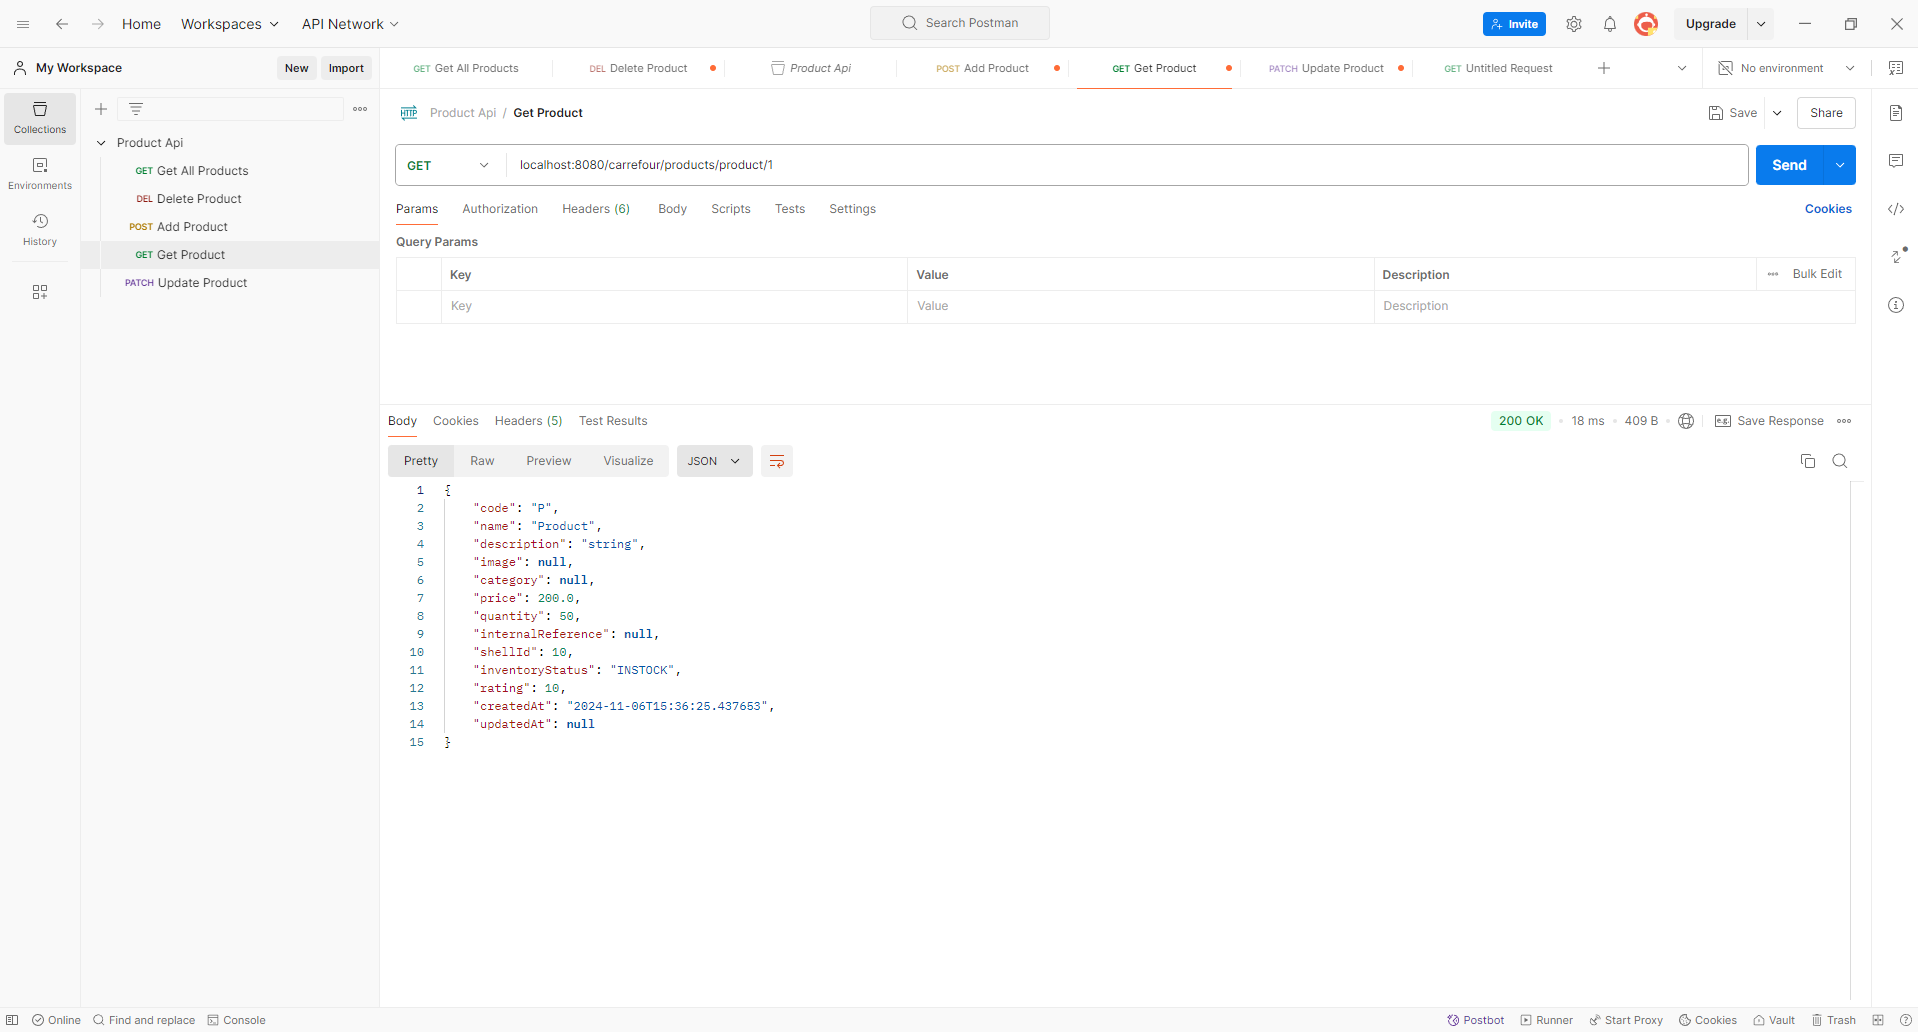 Home Workspaces API Network Search Postman Invite Upgrade
My Workspace New Import GET Get All Products DEL Delete Product Product Api POST Add Product GET Get Product PATCH Update Product GET Untitled Request No environment
Collections
Environments
History
Product Api
GET Get All Products
DEL Delete Product
POST Add Product
GET Get Product
PATCH Update Product
HTTP Product Api / Get Product Save Share
GET localhost:8080/carrefour/products/product/1 Send
Params Authorization Headers (6) Body Scripts Tests Settings Cookies
Query Params
Key Value Description Bulk Edit
Key Value Description
Body Cookies Headers (5) Test Results 200 OK 18 ms 409 B e.g. Save Response
Pretty Raw Preview Visualize JSON
1 {
2 "code": "P",
3 "name": "Product",
4 "description": "string",
5 "image": null,
6 "category": null,
7 "price": 200.0,
8 "quantity": 50,
9 "internalReference": null,
10 "shellId": 10,
11 "inventoryStatus": "INSTOCK",
12 "rating": 10,
13 "createdAt": "2024-11-06T15:36:25.437653",
14 "updatedAt": null
15 }
Online Find and replace Console Postbot Runner Start Proxy Cookies Vault Trash